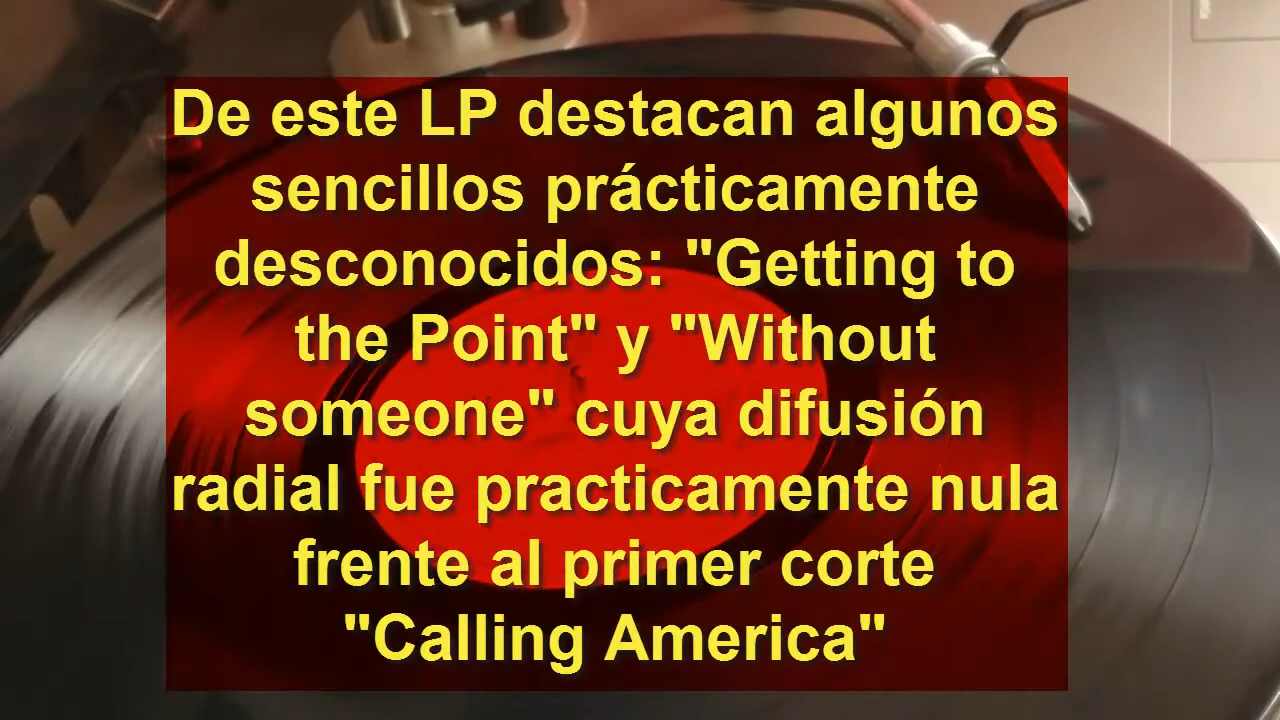 De este LP destacan algunos
sencillos prácticamente
desconocidos: "Getting to
the Point" y "Without
someone" cuya difusión
radial fue practicamente nula
frente al primer corte
"Calling America"